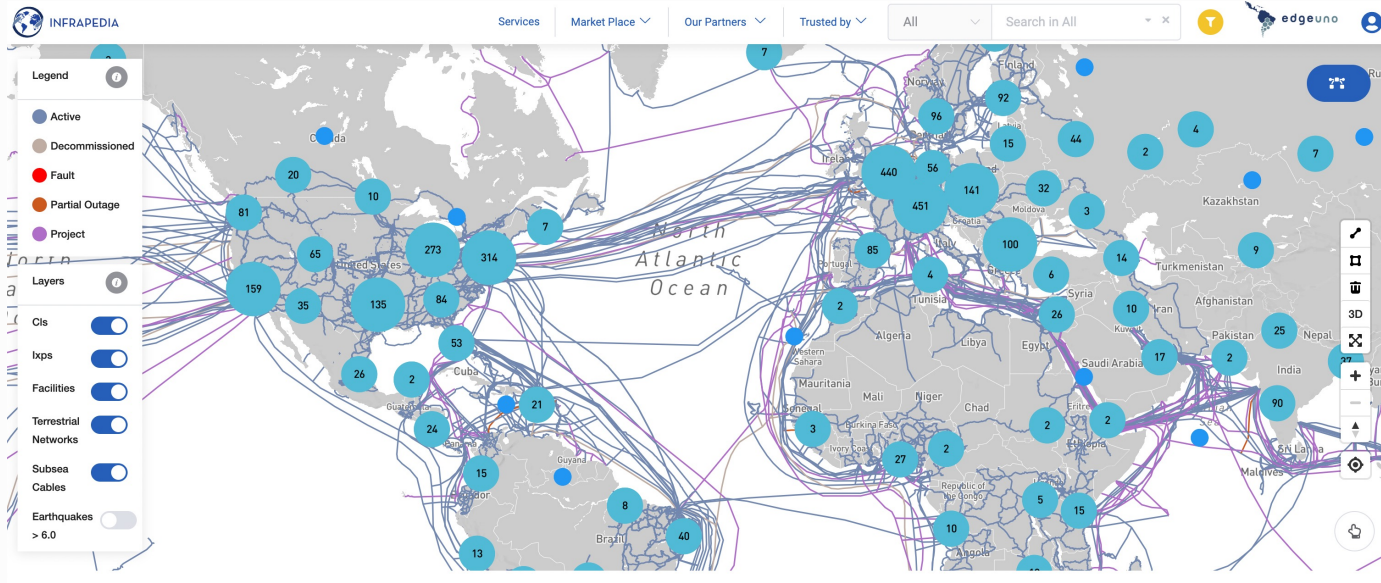 INFRAPEDIA
Services
Market Place
Our Partners
Trusted by
All
Search in All
edgeuno
Legend
Active
Decommissioned
Fault
Partial Outage
Project
Layers
Cls
Ixps
Facilities
Terrestrial
Networks
Subsea
Cables
Earthquakes
> 6.0
3D
7
Finland
Norway
92
96
Latvia
15
44
4
2
7
Canada
20
10
Ireland
440
56
141
32
Kazakhstan
81
7
451
Moldova
3
Croatia
North
Atlantic
Ocean
65
273
314
United States
85
Italy
100
9
Portugal
Greece
14
Turkmenistan
159
35
135
84
4
6
Tunisia
Syria
2
26
10
Iran
Afghanistan
Kuwait
53
Algeria
Libya
Egypt
Pakistan
25
Nepal
Western
Sahara
Saudi Arabia
17
2
27
26
2
Cuba
India
Mauritania
Mali
Niger
Chad
21
90
Guatemala
Senegal
3
Eritrea
2
2
Sea
24
Burkina Faso
Panama
Ivory Coast
27
2
Ethiopia
Sri Lanka
15
Guyana
Maldives
Ecuador
Republic of
the Congo
5
15
8
10
Brazil
40
Angola
13